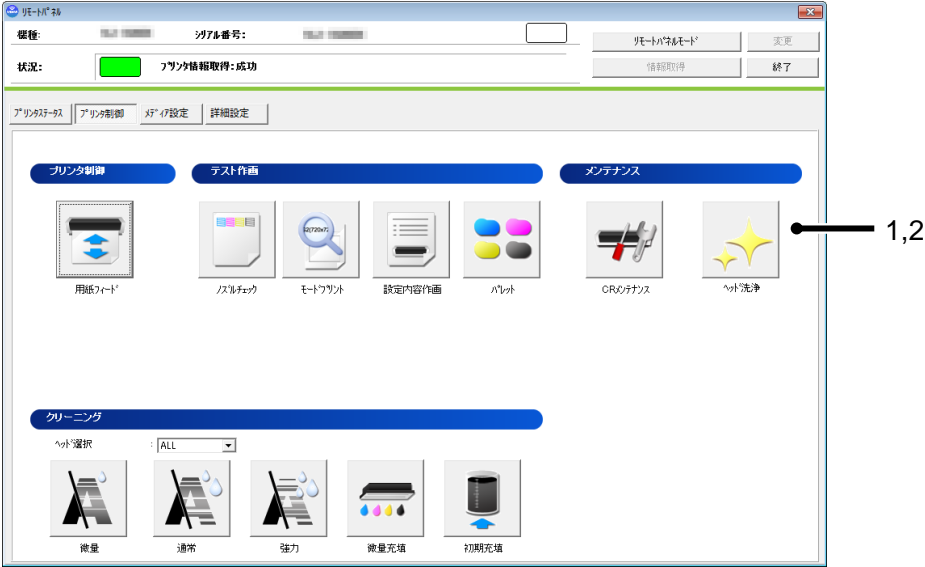 リモートパネル
機種:
シリアル番号:
リモートパネルモード
変更
状況:
プリンタ情報取得:成功
情報取得
終了
プリンタステータス
プリンタ制御
メディア設定
詳細設定
プリンタ制御
テスト作画
メンテナンス
1,2
用紙フィード
ノズルチェック
モードプリント
設定内容作画
パレット
CRメンテナンス
ヘッド洗浄
クリーニング
ヘッド選択
:
ALL
微量
通常
強力
微量充填
初期充填